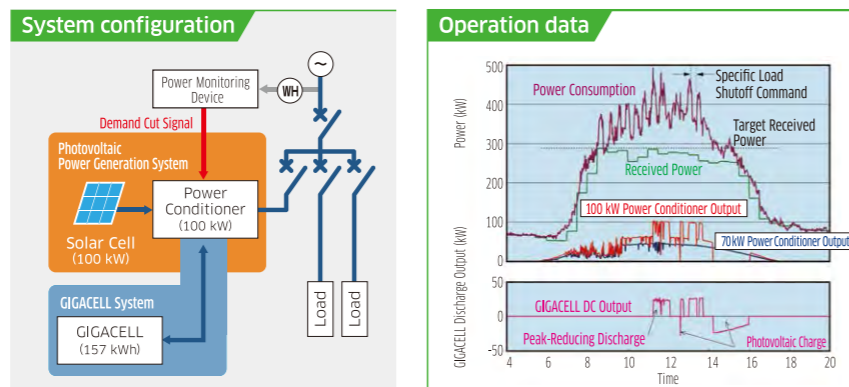 System configuration
Power Monitoring
Device
WH
~
Demand Cut Signal
Photovoltaic
Power Generation System
Power
Conditioner
(100 kW)
Solar Cell
(100 kW)
GIGACELL System
GIGACELL
(157 kWh)
Load
Load
Operation data
Power (kW)
500
400
300
200
100
0
Power Consumption
Specific Load
Shutoff Command
Target Received
Power
Received Power
100 kW Power Conditioner Output
70 kW Power Conditioner Output
GIGACELL Discharge Output (kW)
50
0
-50
GIGACELL DC Output
Peak-Reducing Discharge
Photovoltaic Charge
4 6 8 10 12 14 16 18 20
Time